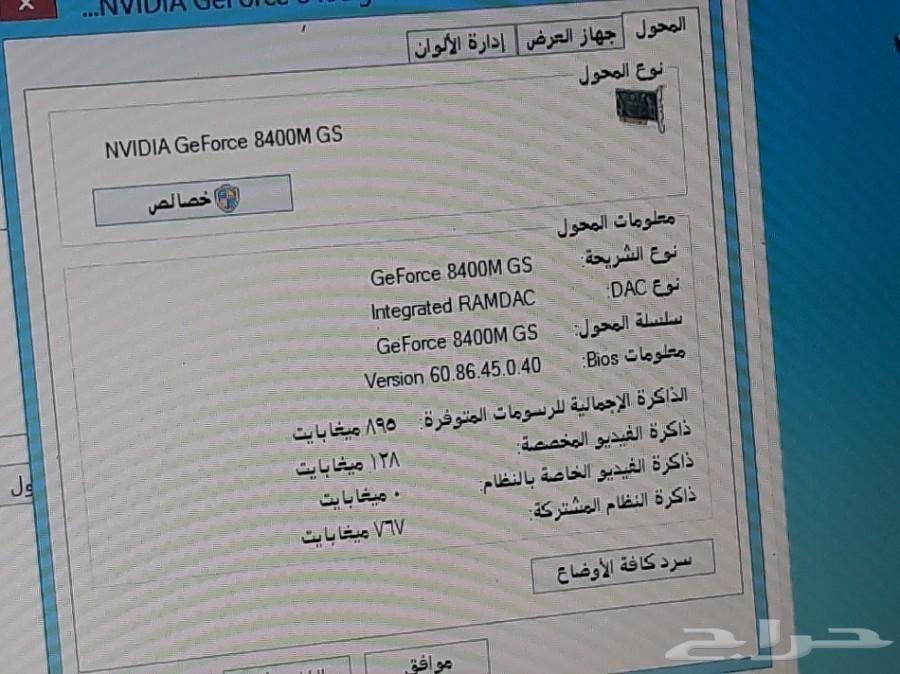 ...NVIDIA GeForce
المحول
جهاز العرض
إدارة الألوان
نوع المحول
NVIDIA GeForce 8400M GS
خصائص
معلومات المحول
نوع الشريحة: GeForce 8400M GS
نوع DAC: Integrated RAMDAC
سلسلة المحول: GeForce 8400M GS
معلومات Bios: Version 60.86.45.0.40
الذاكرة الإجمالية للرسومات المتوفرة: ٨٩٥ ميغابايت
ذاكرة الفيديو المخصصة: ١٢٨ ميغابايت
ذاكرة الفيديو الخاصة بالنظام: ٠ ميغابايت
ذاكرة النظام المشتركة: ٧٦٧ ميغابايت
سرد كافة الأوضاع
موافق
حراج